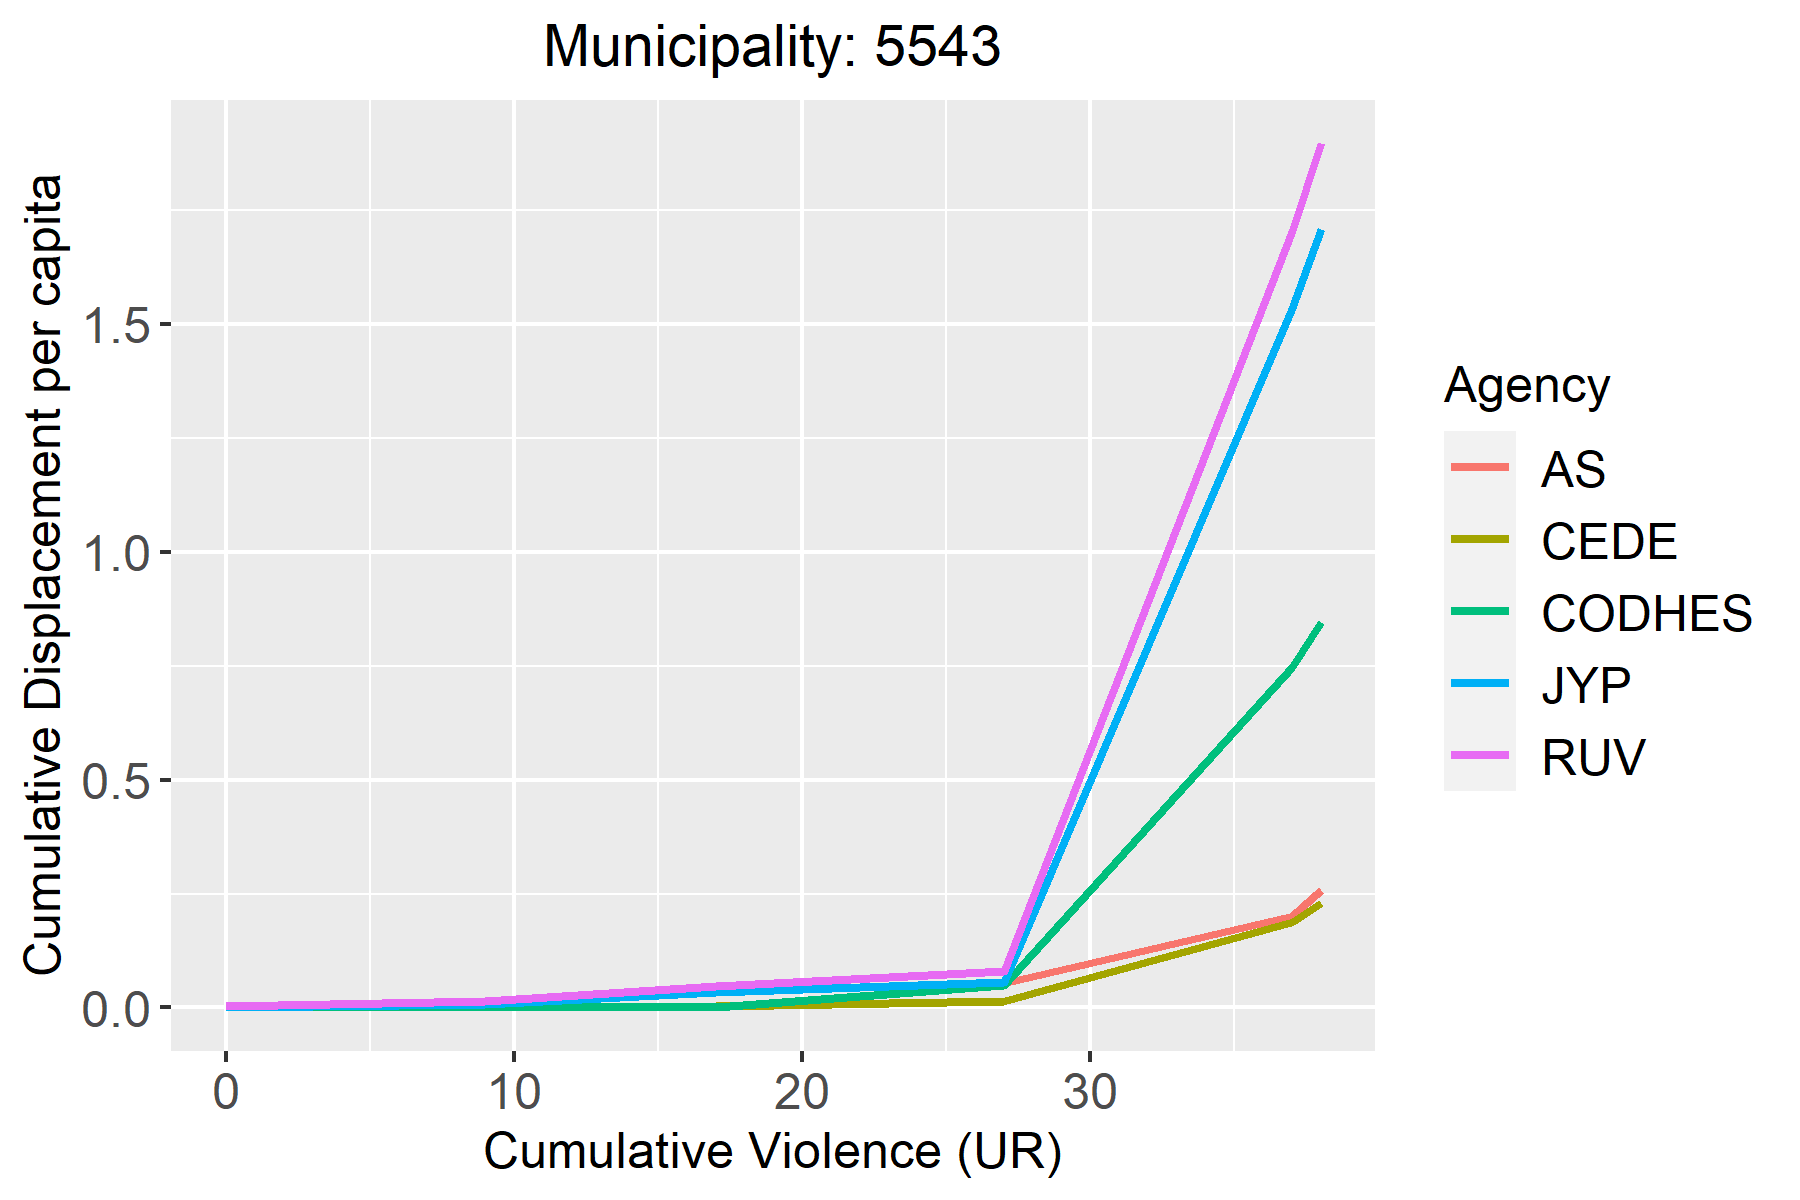 Municipality: 5543
Cumulative Displacement per capita
1.5
1.0
0.5
0.0
0
10
20
30
Cumulative Violence (UR)
Agency
AS
CEDE
CODHES
JYP
RUV